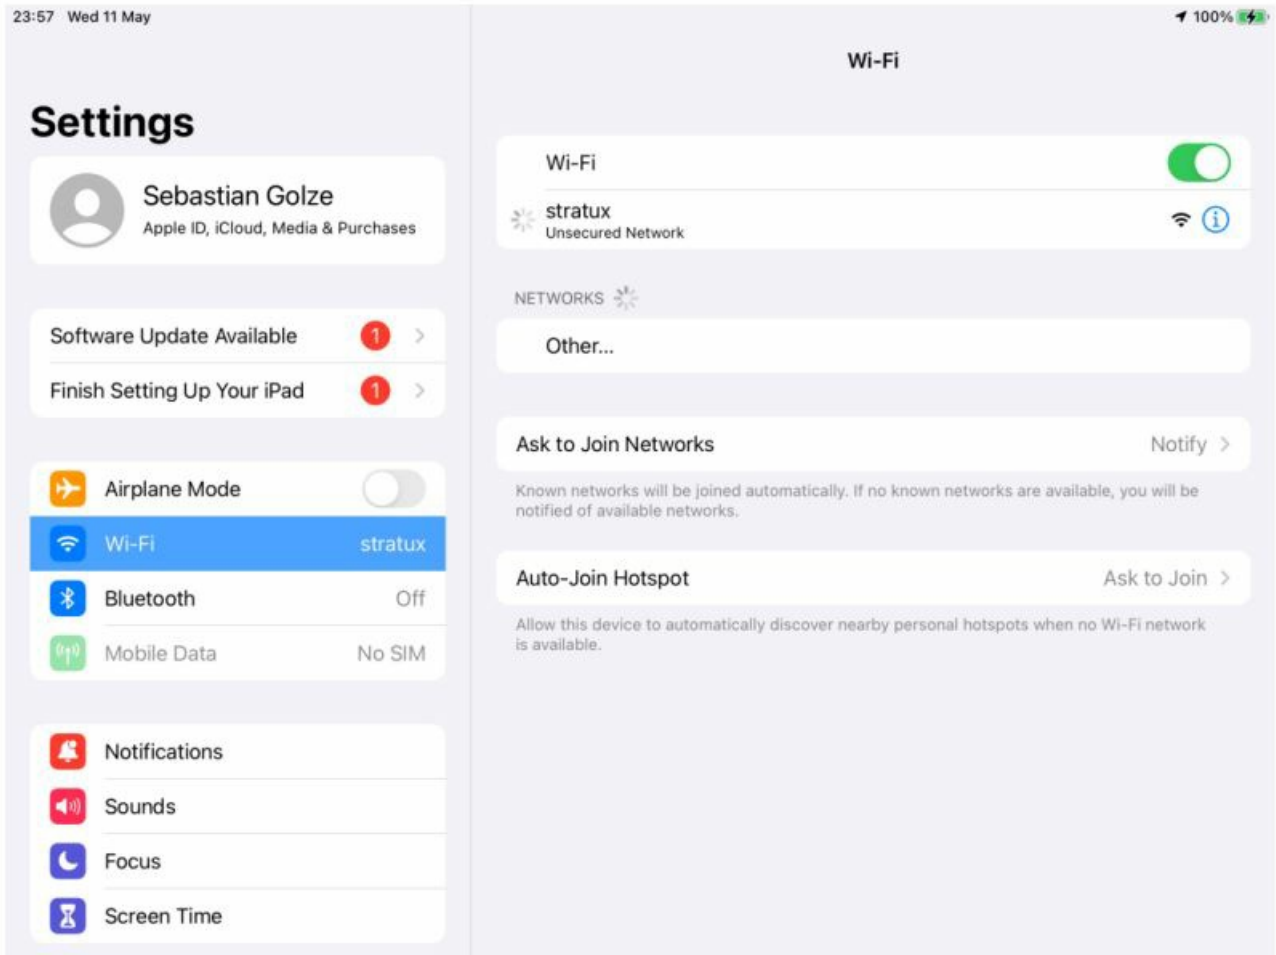 23:57 Wed 11 May
100%
Settings
Sebastian Golze
Apple ID, iCloud, Media & Purchases
Software Update Available 1
Finish Setting Up Your iPad 1
Airplane Mode
Wi-Fi stratux
Bluetooth Off
Mobile Data No SIM
Notifications
Sounds
Focus
Screen Time
Wi-Fi
Wi-Fi
stratux
Unsecured Network
NETWORKS
Other...
Ask to Join Networks Notify
Known networks will be joined automatically. If no known networks are available, you will be
notified of available networks.
Auto-Join Hotspot Ask to Join
Allow this device to automatically discover nearby personal hotspots when no Wi-Fi network
is available.